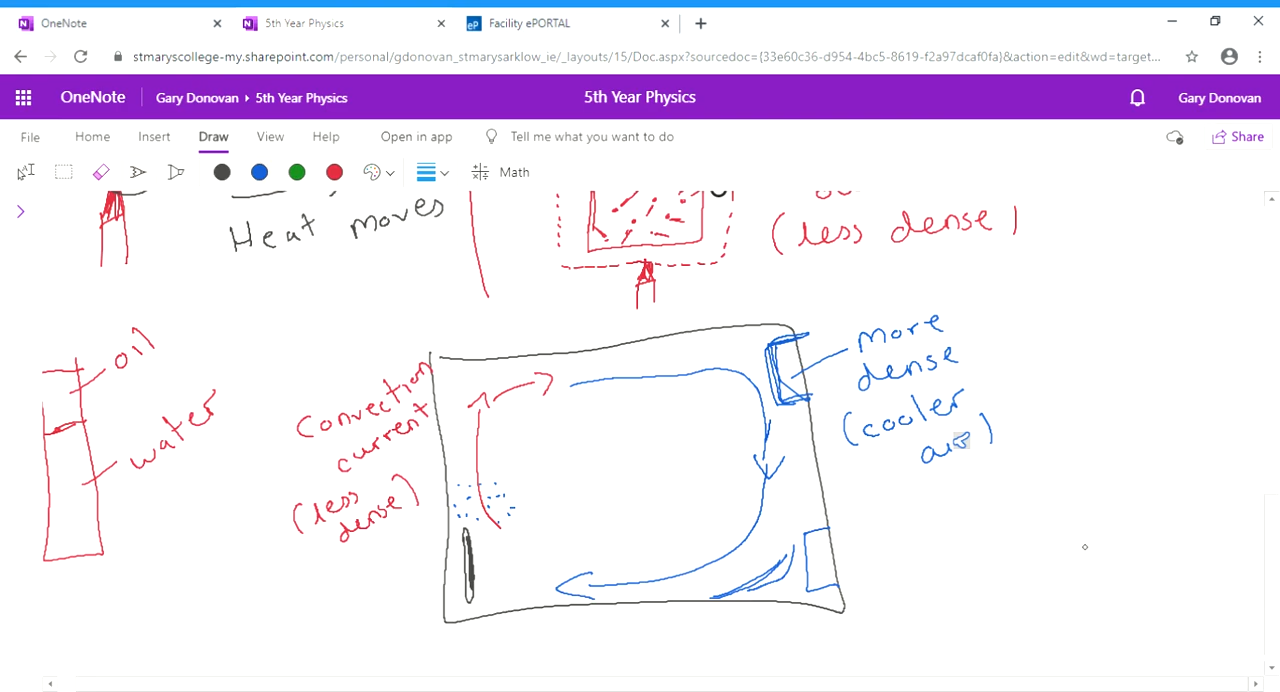 OneNote
5th Year Physics
Facility ePORTAL
stmaryscollege-my.sharepoint.com/personal/gdonovan_stmarysarklow_ie/_layouts/15/Doc.aspx?sourcedoc={33e60c36-d954-4bc5-8619-f2a97dcaf0fa}&action=edit&wd=target...
OneNote
Gary Donovan › 5th Year Physics
5th Year Physics
Gary Donovan
File Home Insert Draw View Help Open in app Tell me what you want to do
Share
Math
Heat moves
(less dense)
oil
water
Convection
current
(less
dense)
more
dense
(cooler
air)